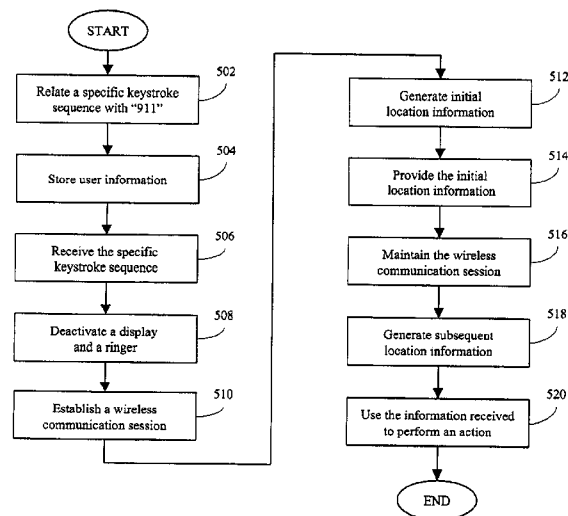 START
502
Relate a specific keystroke
sequence with "911"
504
Store user information
506
Receive the specific
keystroke sequence
508
Deactivate a display
and a ringer
510
Establish a wireless
communication session
512
Generate initial
location information
514
Provide the initial
location information
516
Maintain the wireless
communication session
518
Generate subsequent
location information
520
Use the information received
to perform an action
END